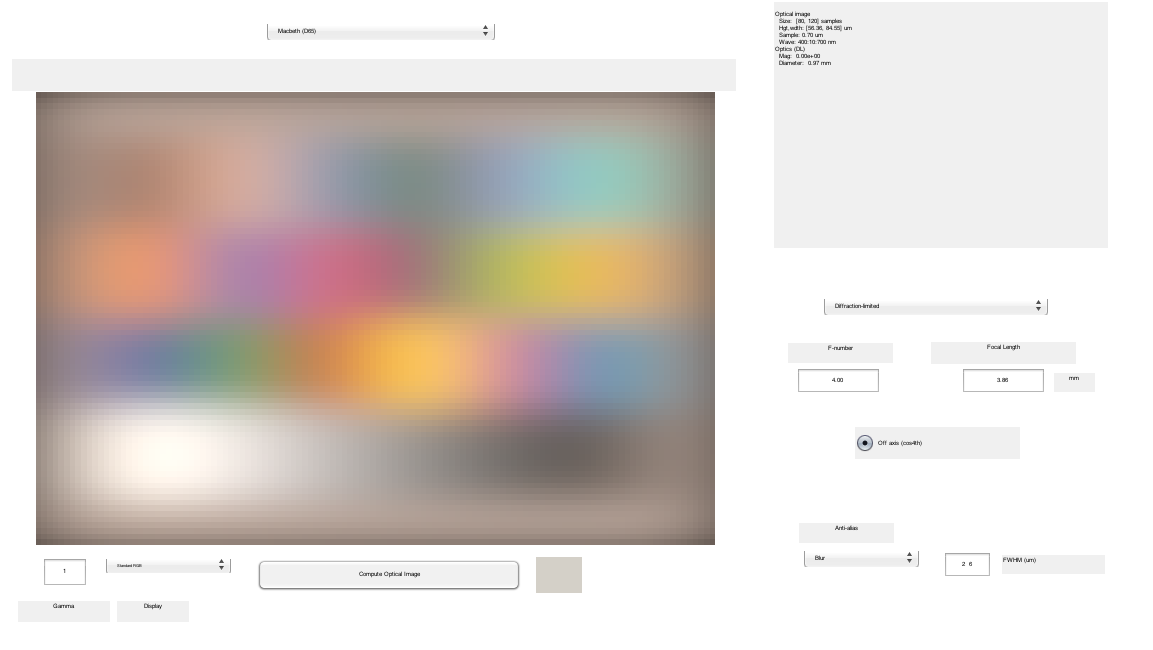 Macbeth (D65)
Optical image
Size: [80, 120] samples
Hgt,wdth: [56.36, 84.55] um
Sample: 0.70 um
Wave: 400:10:700 nm
Optics (DL)
Mag: 0.00e+00
Diameter: 0.97 mm
Diffraction-limited
F-number
Focal Length
4.00
3.86
mm
Off axis (cos4th)
Anti-alias
Blur
2 6
FWHM (um)
1
Standard RGB
Compute Optical Image
Gamma
Display